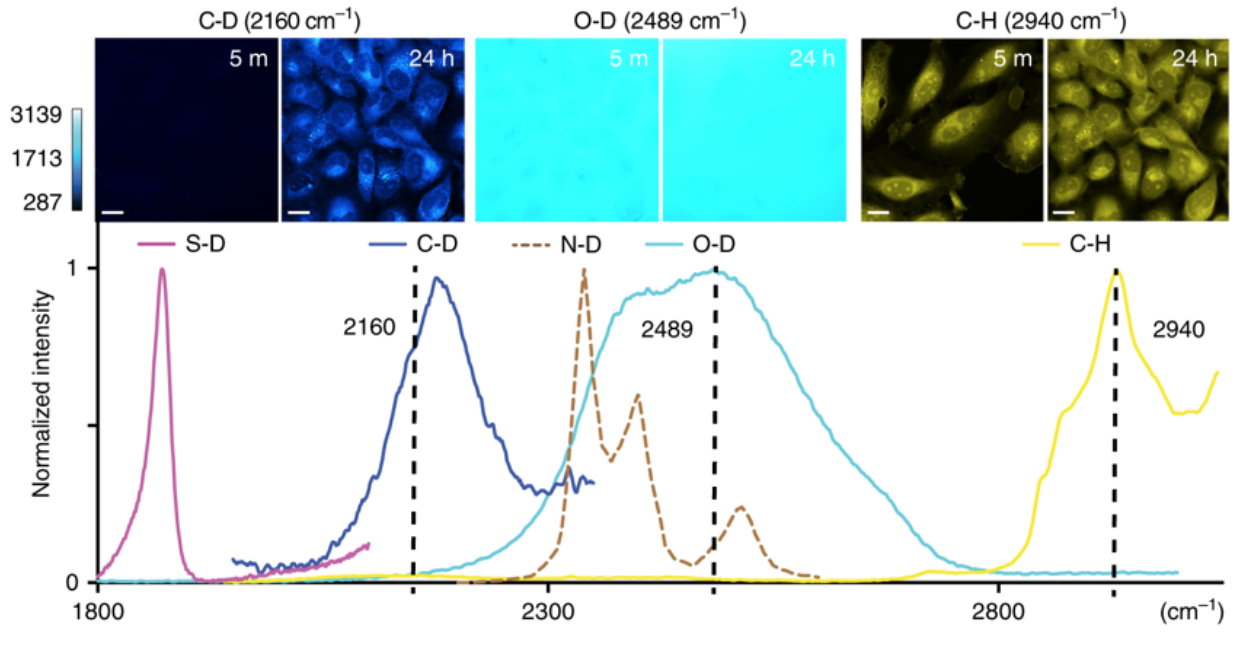 C-D (2160 cm⁻¹) O-D (2489 cm⁻¹) C-H (2940 cm⁻¹)
5 m 24 h 5 m 24 h 5 m 24 h
3139
1713
287
S-D C-D N-D O-D C-H
1
2160 2489 2940
Normalized intensity
0
1800 2300 2800 (cm⁻¹)